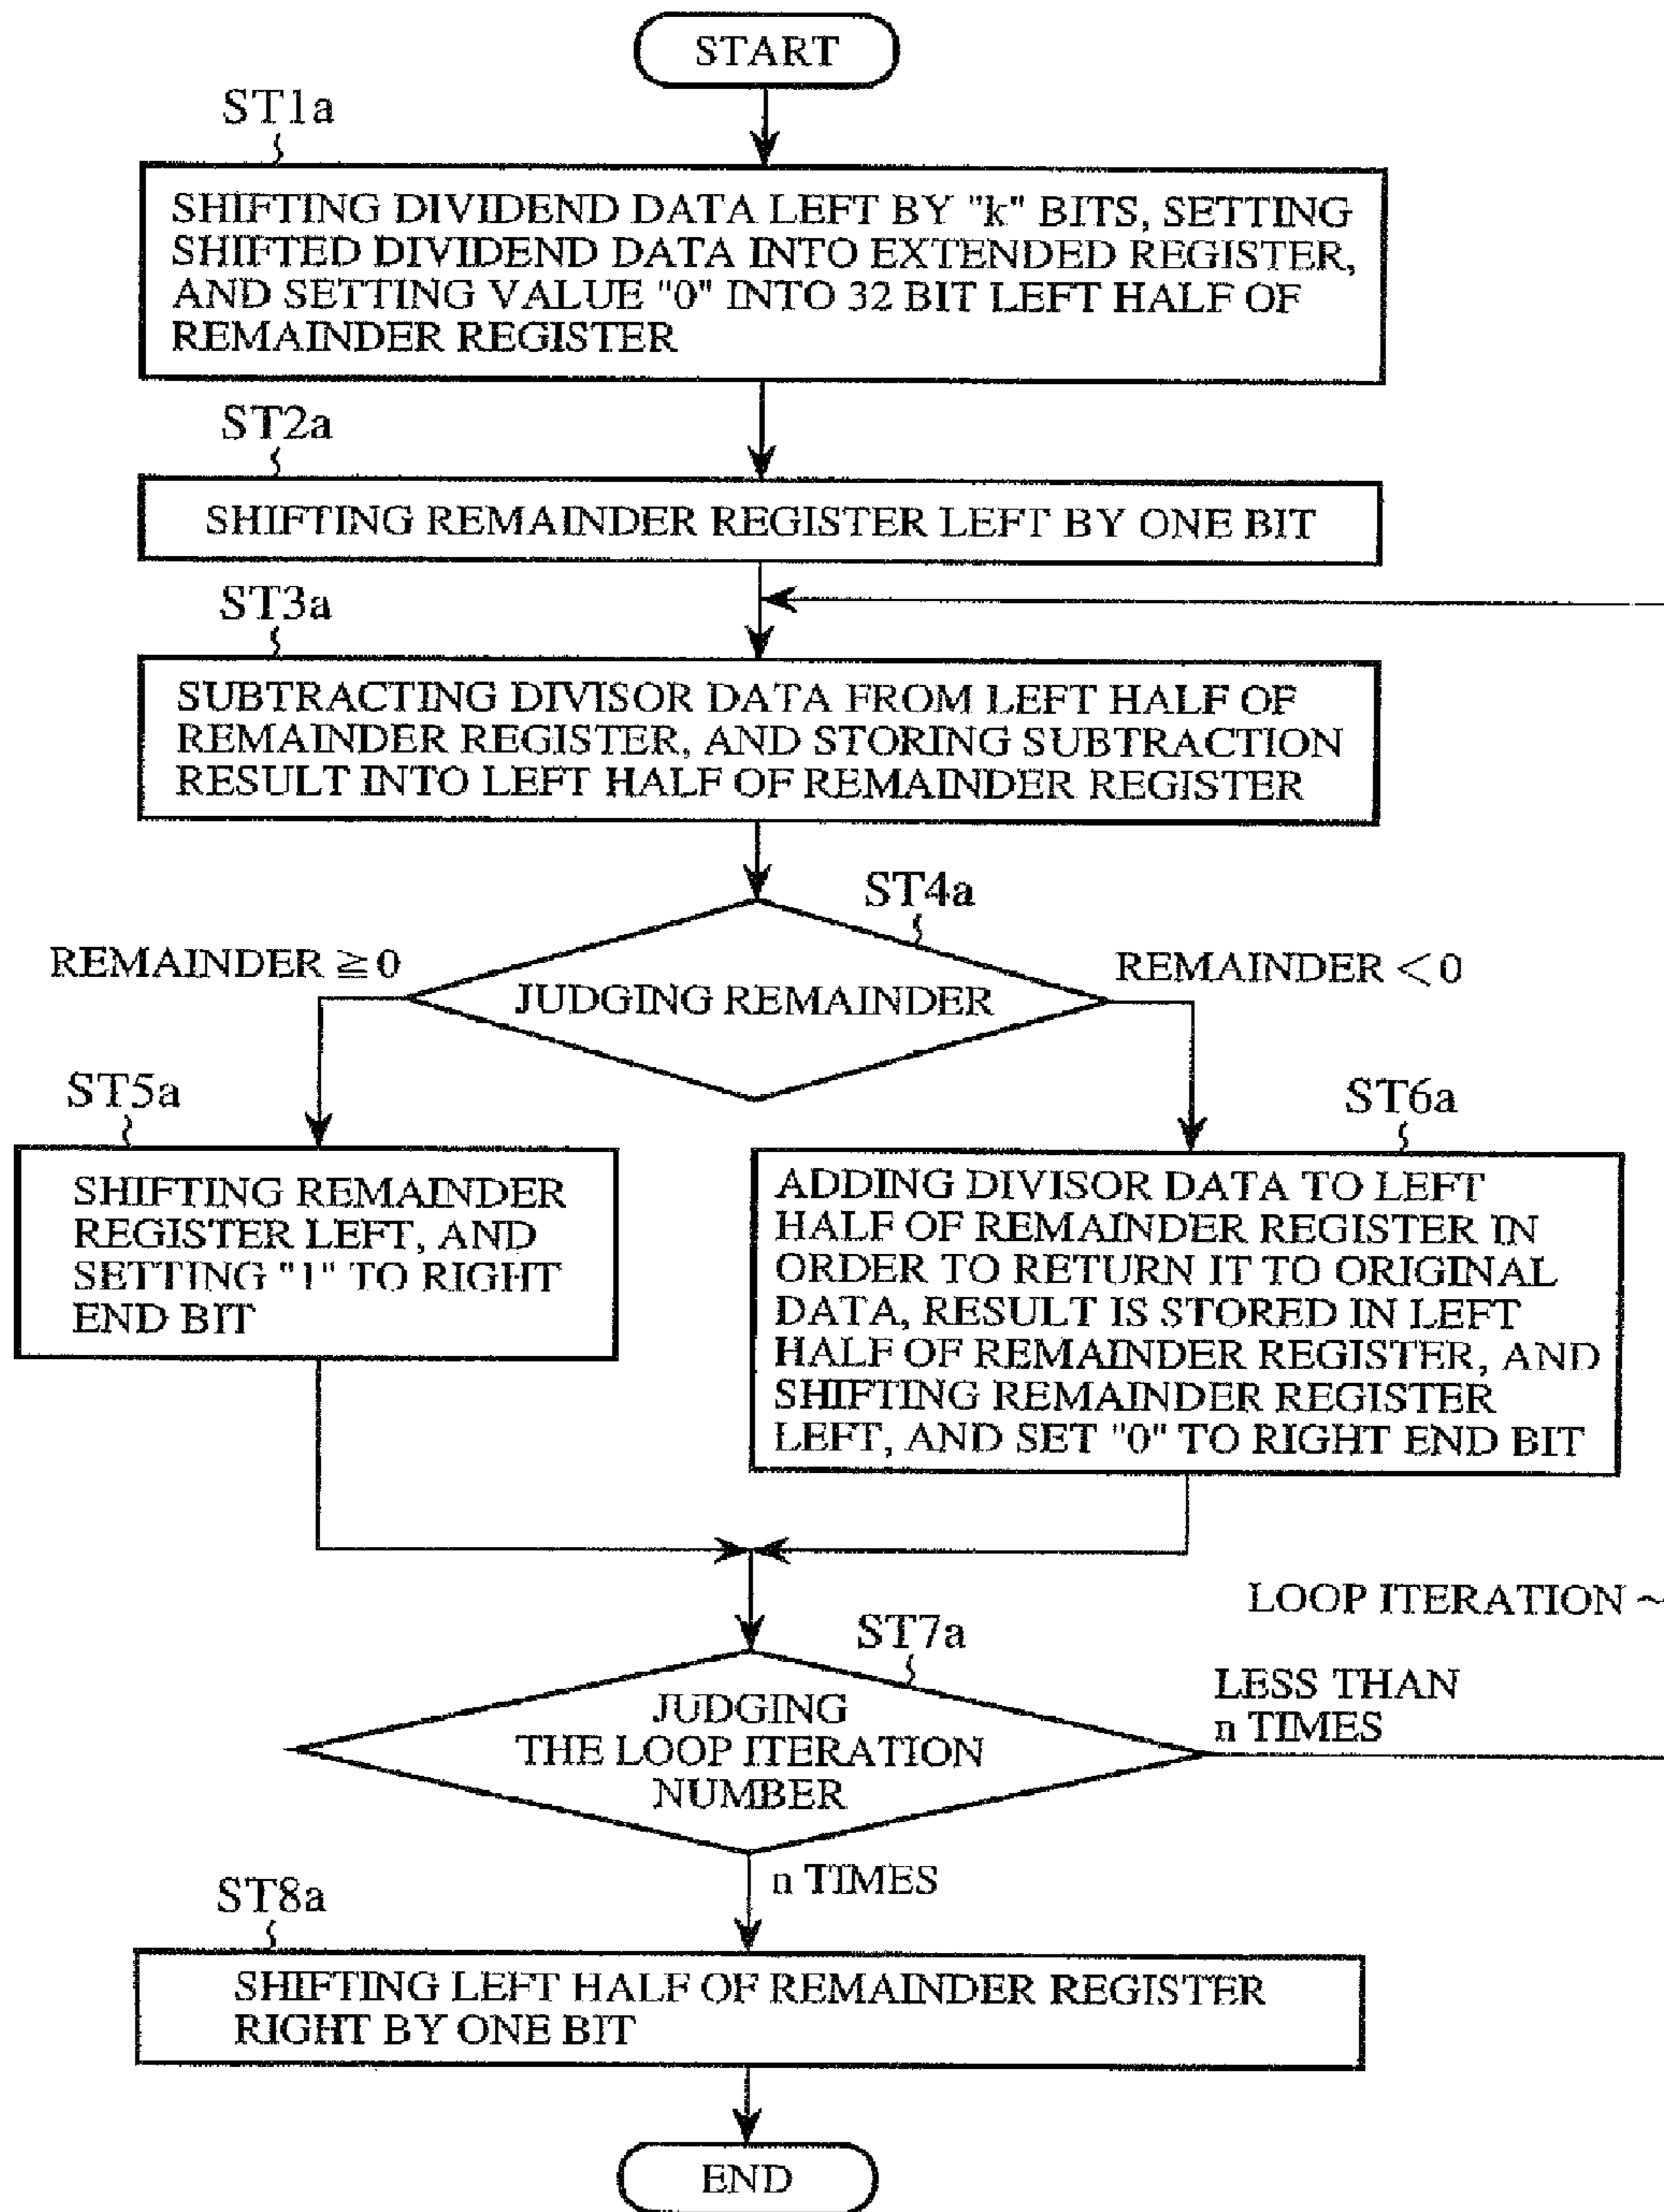 START
ST1a
SHIFTING DIVIDEND DATA LEFT BY "k" BITS, SETTING
SHIFTED DIVIDEND DATA INTO EXTENDED REGISTER,
AND SETTING VALUE "0" INTO 32 BIT LEFT HALF OF
REMAINDER REGISTER
ST2a
SHIFTING REMAINDER REGISTER LEFT BY ONE BIT
ST3a
SUBTRACTING DIVISOR DATA FROM LEFT HALF OF
REMAINDER REGISTER, AND STORING SUBTRACTION
RESULT INTO LEFT HALF OF REMAINDER REGISTER
ST4a
REMAINDER ≧ 0
JUDGING REMAINDER
REMAINDER < 0
ST5a
SHIFTING REMAINDER
REGISTER LEFT, AND
SETTING "1" TO RIGHT
END BIT
ST6a
ADDING DIVISOR DATA TO LEFT
HALF OF REMAINDER REGISTER IN
ORDER TO RETURN IT TO ORIGINAL
DATA, RESULT IS STORED IN LEFT
HALF OF REMAINDER REGISTER, AND
SHIFTING REMAINDER REGISTER
LEFT, AND SET "0" TO RIGHT END BIT
LOOP ITERATION
ST7a
JUDGING
THE LOOP ITERATION
NUMBER
LESS THAN
n TIMES
n TIMES
ST8a
SHIFTING LEFT HALF OF REMAINDER REGISTER
RIGHT BY ONE BIT
END